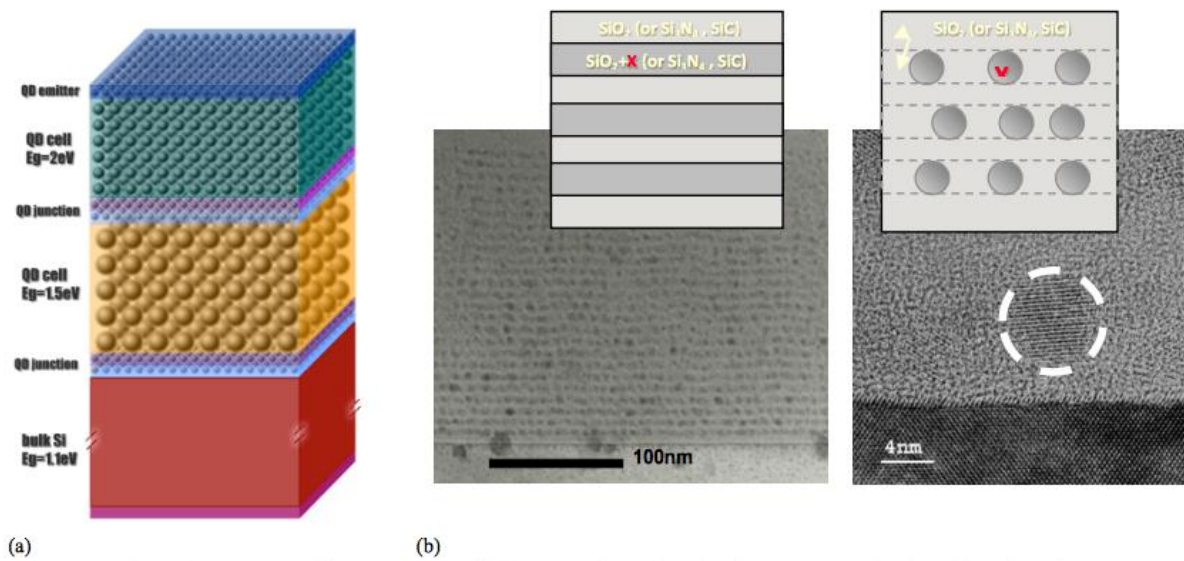 QD emitter
QD cell
Eg=2eV
QD junction
QD cell
Eg=1.5eV
QD junction
bulk Si
Eg=1.1eV
(a)
SiO₂ (or Si₃N₄ , SiC)
SiO₂+X (or Si₃N₄ , SiC)
100nm
SiO₂ (or Si₃N₄, SiC)
4nm
(b)